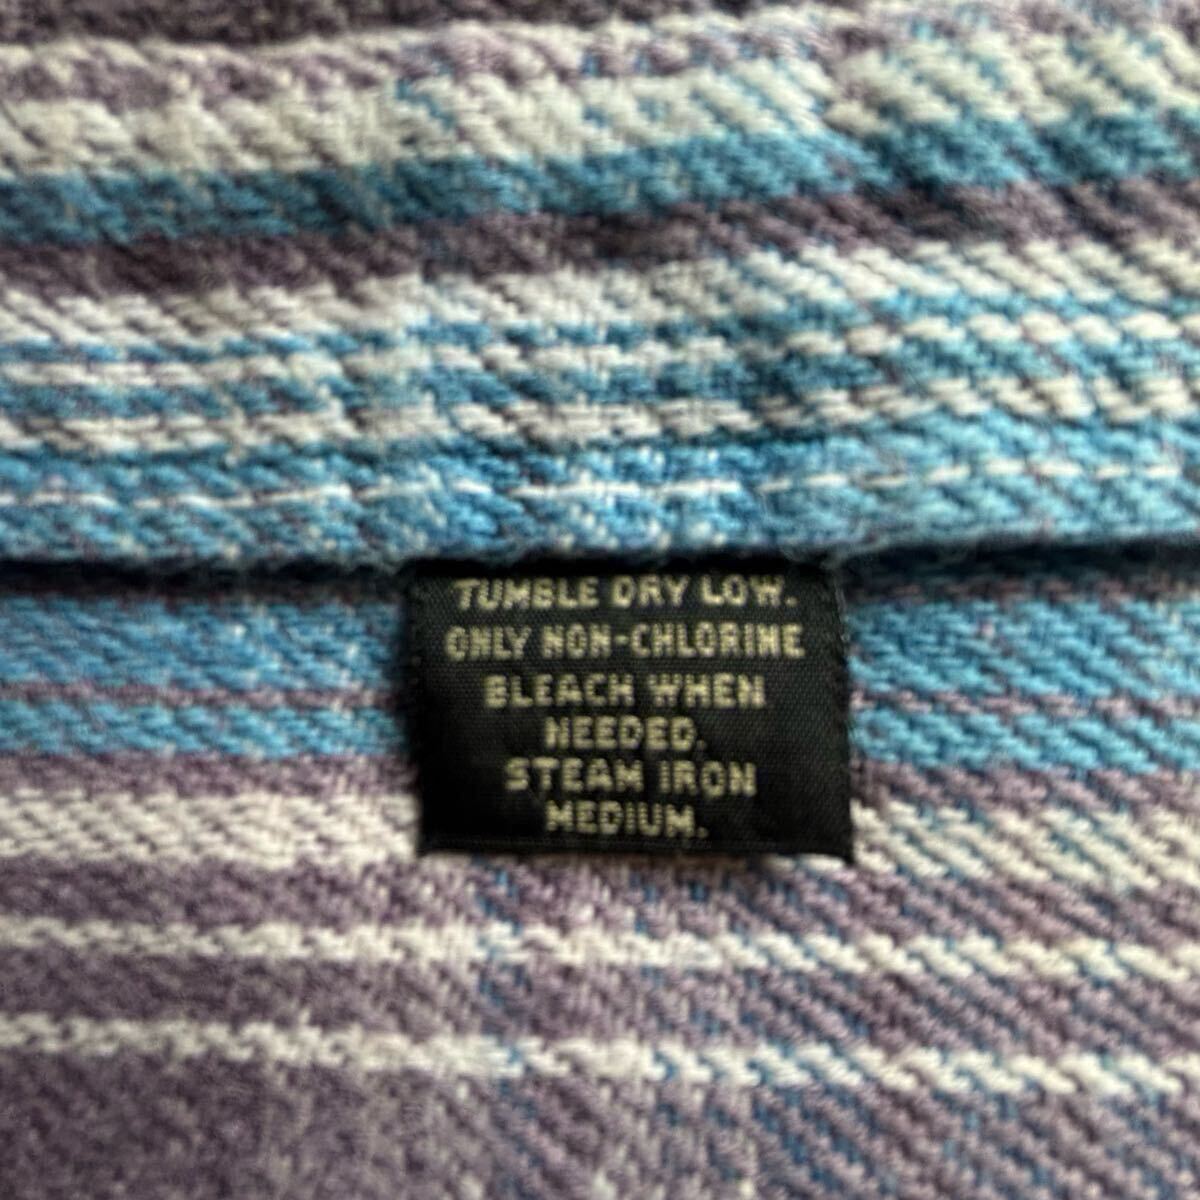 TUMBLE DRY LOW.
ONLY NON-CHLORINE
BLEACH WHEN
NEEDED.
STEAM IRON
MEDIUM.